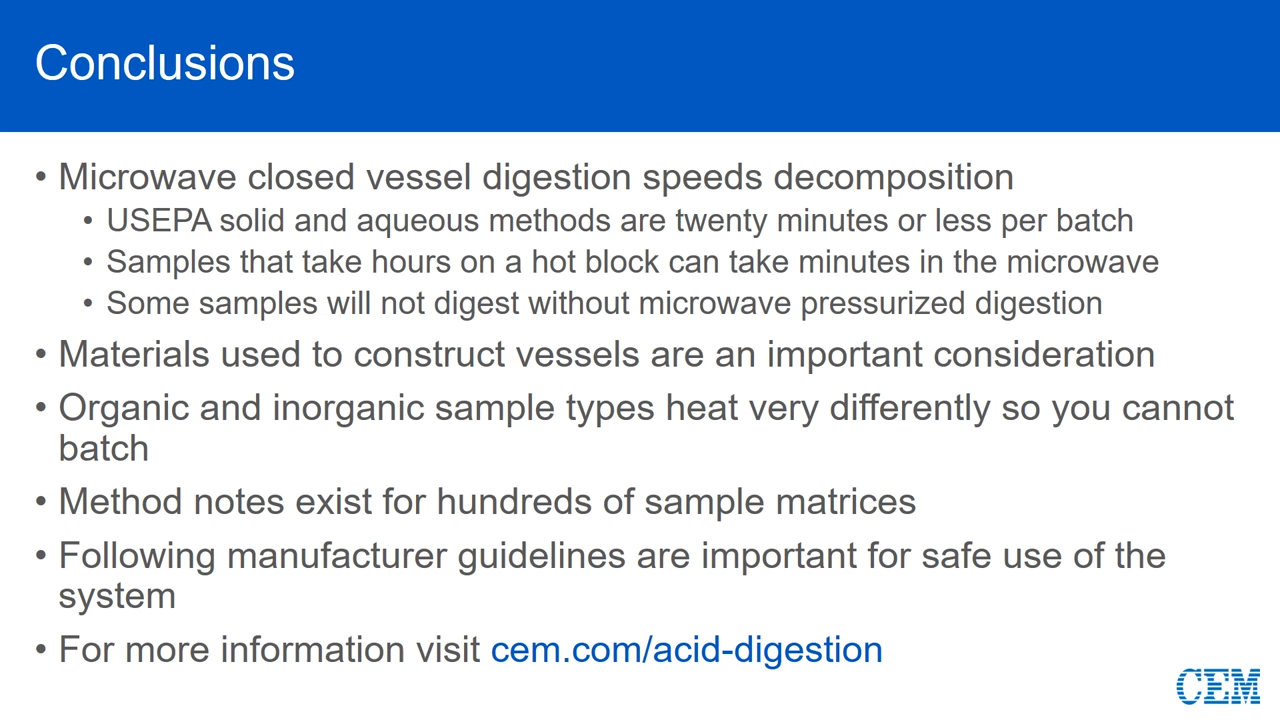 Conclusions
• Microwave closed vessel digestion speeds decomposition
• USEPA solid and aqueous methods are twenty minutes or less per batch
• Samples that take hours on a hot block can take minutes in the microwave
• Some samples will not digest without microwave pressurized digestion
• Materials used to construct vessels are an important consideration
• Organic and inorganic sample types heat very differently so you cannot
batch
• Method notes exist for hundreds of sample matrices
• Following manufacturer guidelines are important for safe use of the
system
• For more information visit cem.com/acid-digestion
CEM